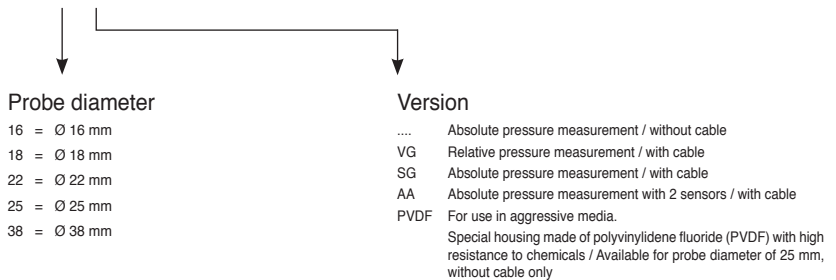 Probe diameter
16 = Ø 16 mm
18 = Ø 18 mm
22 = Ø 22 mm
25 = Ø 25 mm
38 = Ø 38 mm
Version
.... Absolute pressure measurement / without cable
VG Relative pressure measurement / with cable
SG Absolute pressure measurement / with cable
AA Absolute pressure measurement with 2 sensors / with cable
PVDF For use in aggressive media.
Special housing made of polyvinylidene fluoride (PVDF) with high
resistance to chemicals / Available for probe diameter of 25 mm,
without cable only